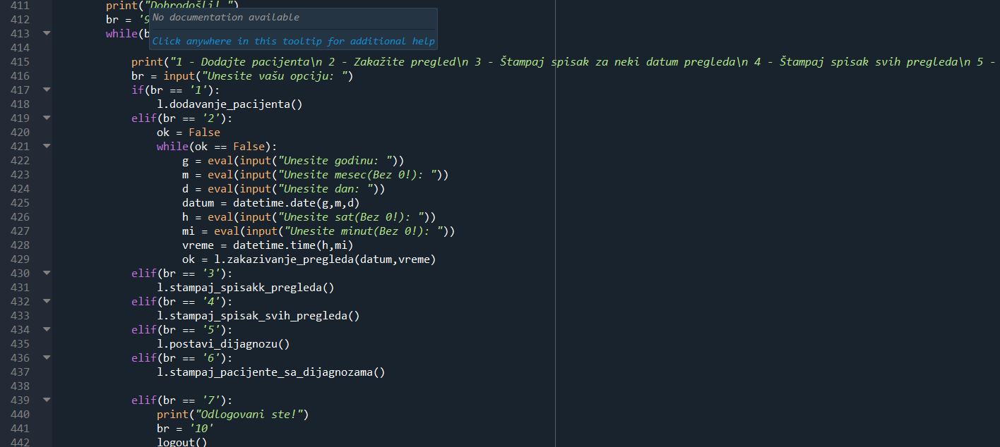 411 print("Dobrodošli! ")
412 br = '9
No documentation available
413 while(b
Click anywhere in this tooltip for additional help
414
415 print("1 - Dodajte pacijenta\n 2 - Zakažite pregled\n 3 - Štampaj spisak za neki datum pregleda\n 4 - Štampaj spisak svih pregleda\n 5 -
416 br = input("Unesite vašu opciju: ")
417 if(br == '1'):
418 l.dodavanje_pacijenta()
419 elif(br == '2'):
420 ok = False
421 while(ok == False):
422 g = eval(input("Unesite godinu: "))
423 m = eval(input("Unesite mesec(Bez 0!): "))
424 d = eval(input("Unesite dan: "))
425 datum = datetime.date(g,m,d)
426 h = eval(input("Unesite sat(Bez 0!): "))
427 mi = eval(input("Unesite minut(Bez 0!): "))
428 vreme = datetime.time(h,mi)
429 ok = l.zakazivanje_pregleda(datum,vreme)
430 elif(br == '3'):
431 l.stampaj_spisakk_pregleda()
432 elif(br == '4'):
433 l.stampaj_spisak_svih_pregleda()
434 elif(br == '5'):
435 l.postavi_dijagnozu()
436 elif(br == '6'):
437 l.stampaj_pacijente_sa_dijagnozama()
438
439 elif(br == '7'):
440 print("Odlogovani ste!")
441 br = '10'
442 logout()